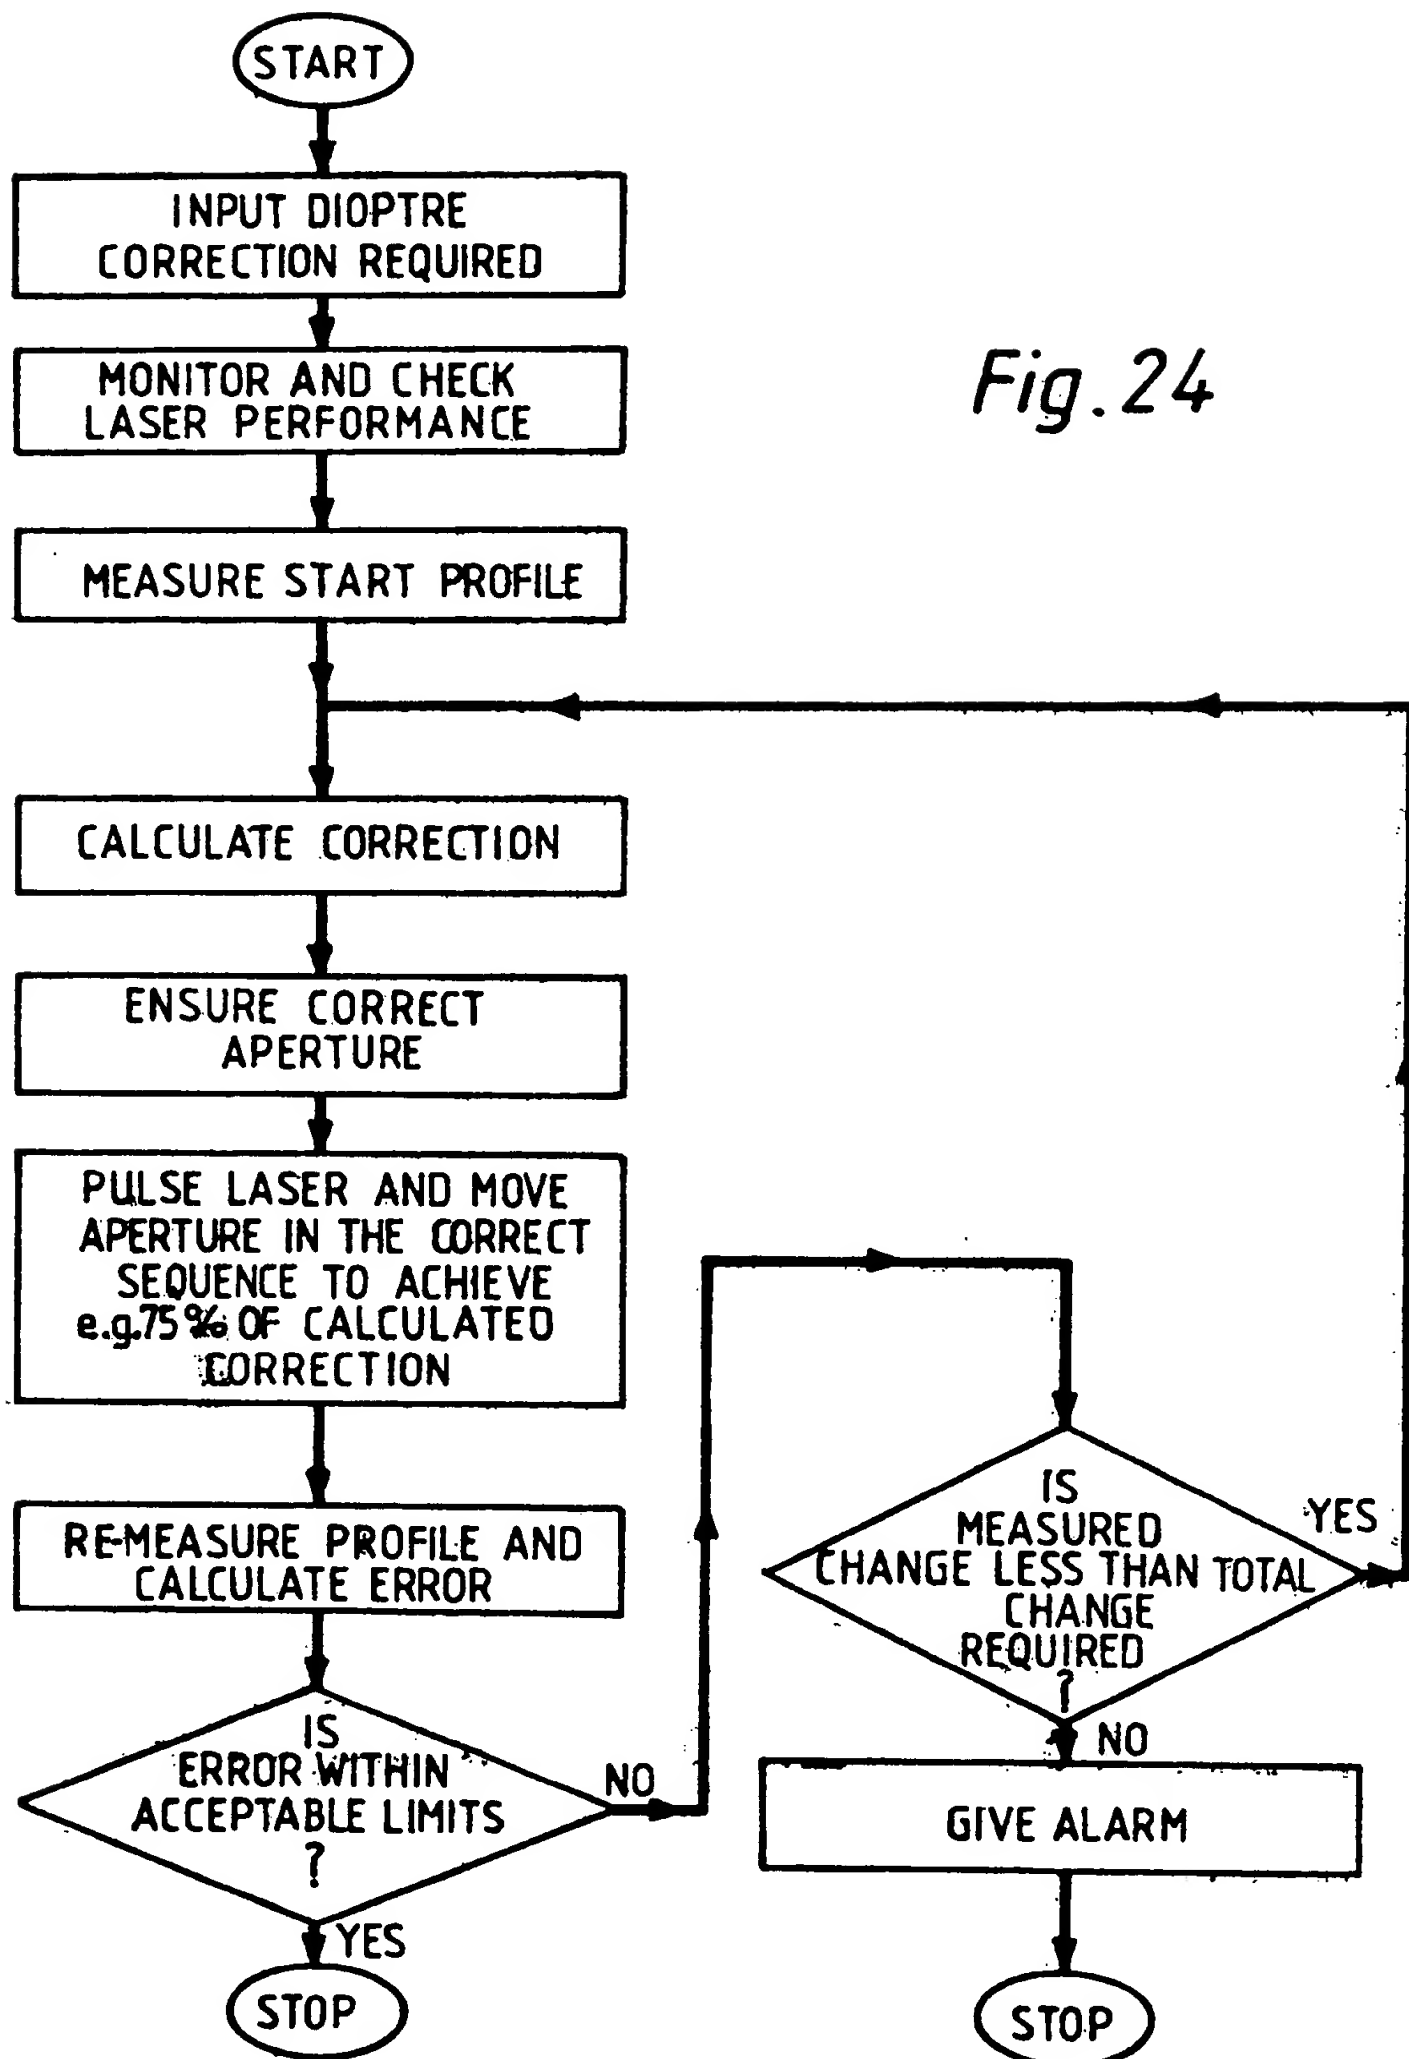 START
INPUT DIOPTRE
CORRECTION REQUIRED
MONITOR AND CHECK
LASER PERFORMANCE
MEASURE START PROFILE
CALCULATE CORRECTION
ENSURE CORRECT
APERTURE
PULSE LASER AND MOVE
APERTURE IN THE CORRECT
SEQUENCE TO ACHIEVE
e.g.75% OF CALCULATED
CORRECTION
RE-MEASURE PROFILE AND
CALCULATE ERROR
IS
ERROR WITHIN
ACCEPTABLE LIMITS
?
NO
YES
STOP
Fig. 24
IS
MEASURED
CHANGE LESS THAN TOTAL
CHANGE
REQUIRED
?
YES
NO
GIVE ALARM
STOP